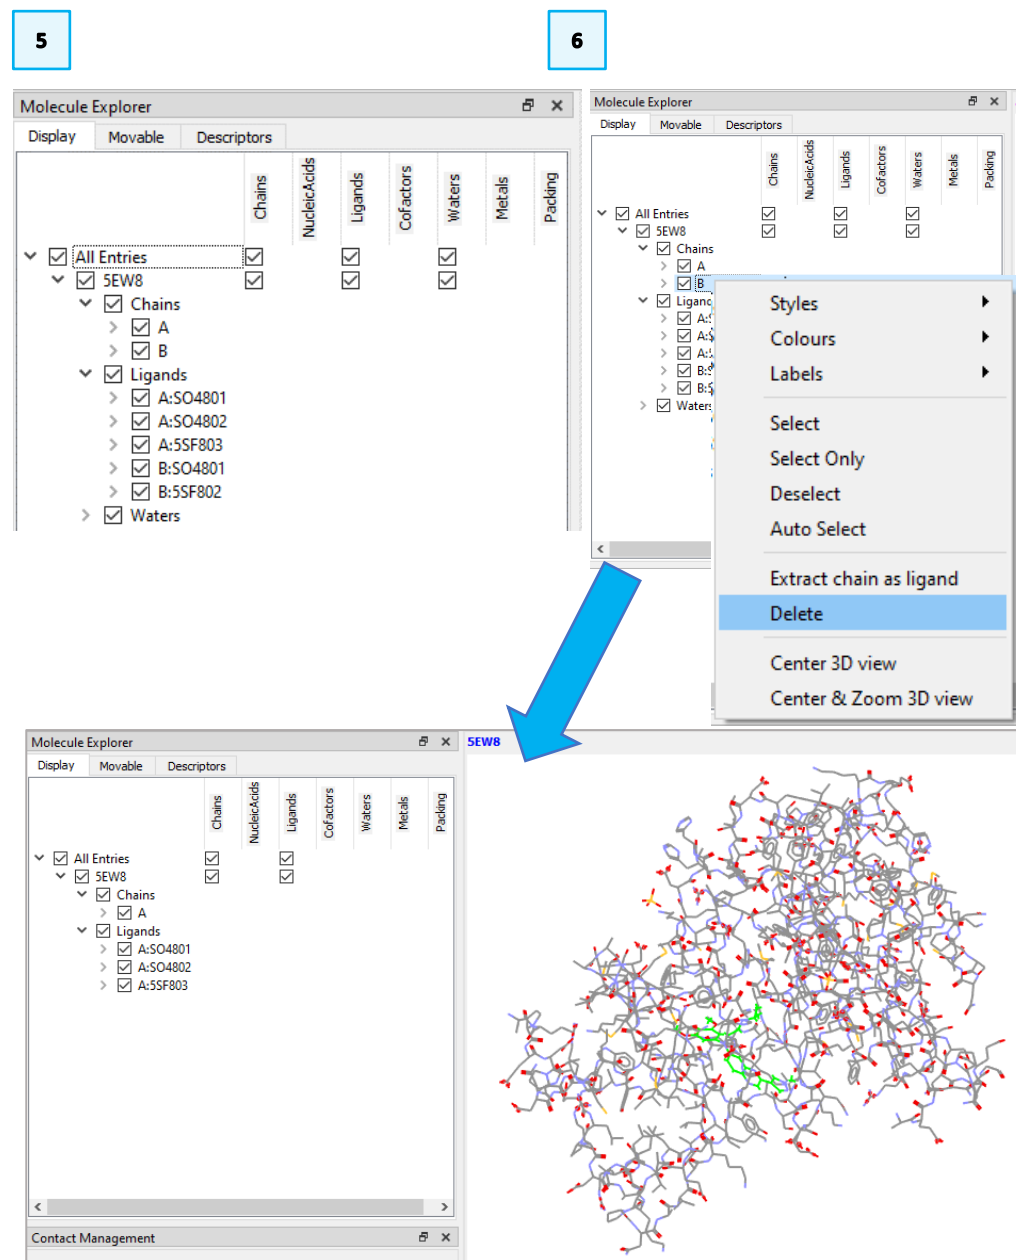 5
Molecule Explorer
Display Movable Descriptors
Chains NucleicAcids Ligands Cofactors Waters Metals Packing
All Entries
5EW8
Chains
A
B
Ligands
A:SO4801
A:SO4802
A:5SF803
B:SO4801
B:5SF802
Waters
6
Molecule Explorer
Display Movable Descriptors
Chains NucleicAcids Ligands Cofactors Waters Metals Packing
All Entries
5EW8
Chains
A
B
Ligand
A:S
A:S
A:
B:S
B:5
Waters
Styles
Colours
Labels
Select
Select Only
Deselect
Auto Select
Extract chain as ligand
Delete
Center 3D view
Center & Zoom 3D view
Molecule Explorer
Display Movable Descriptors
Chains NucleicAcids Ligands Cofactors Waters Metals Packing
All Entries
5EW8
Chains
A
Ligands
A:SO4801
A:SO4802
A:5SF803
Contact Management
5EW8